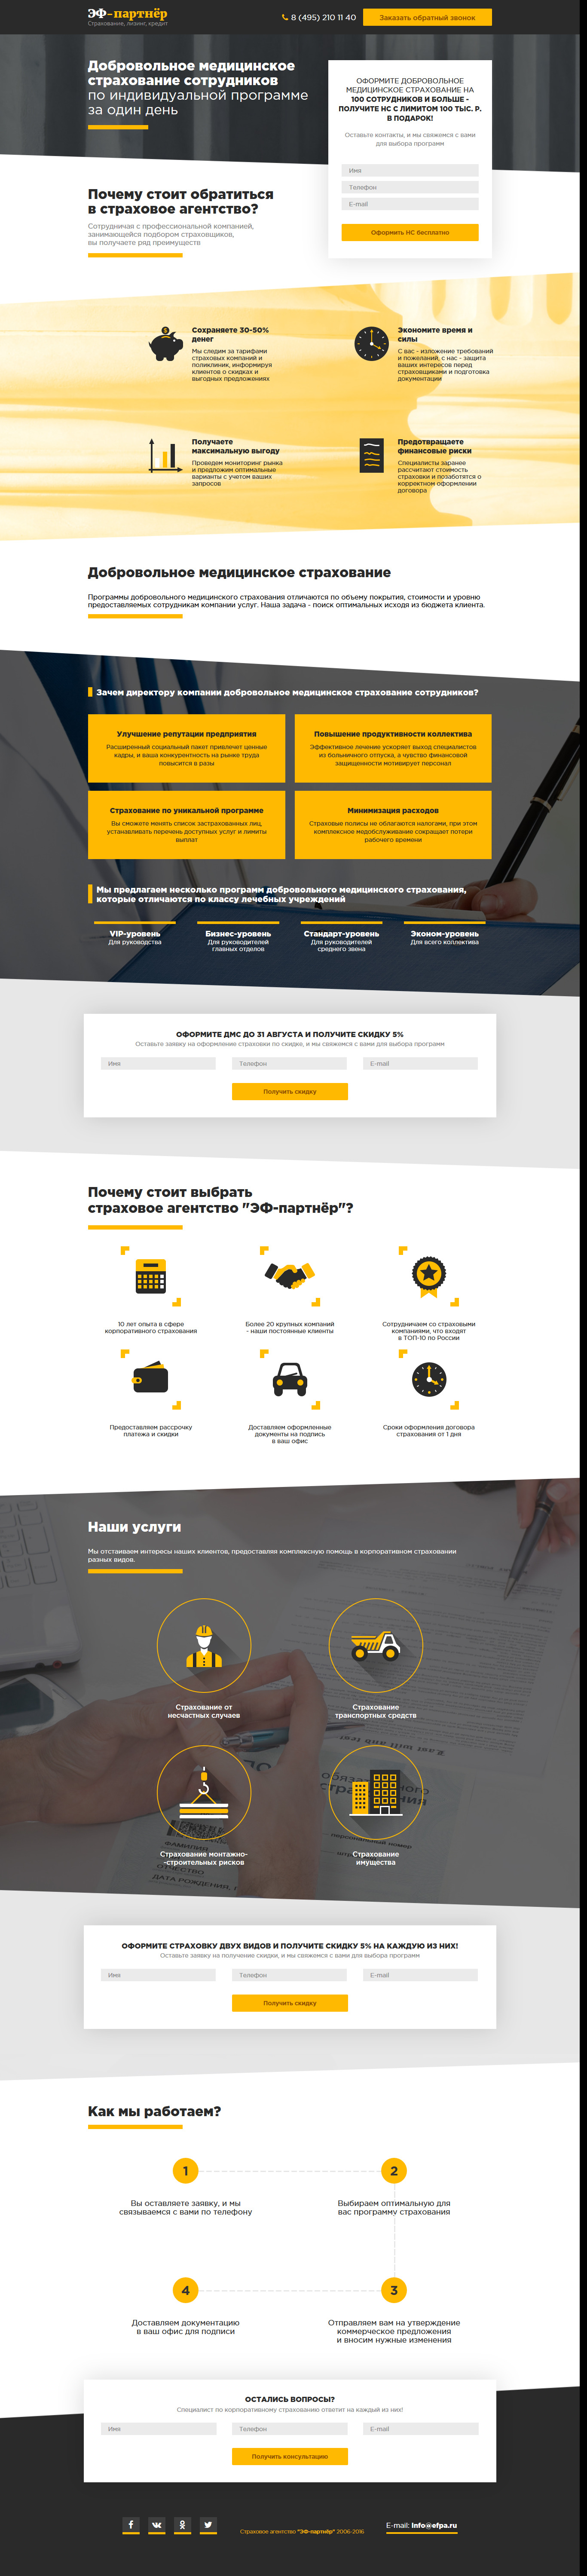 ЭФ-партнёр
Страхование, лизинг, кредит
8 (495) 210 11 40
Заказать обратный звонок
Добровольное медицинское
страхование сотрудников
по индивидуальной программе
за один день
ОФОРМИТЕ ДОБРОВОЛЬНОЕ
МЕДИЦИНСКОЕ СТРАХОВАНИЕ НА
100 СОТРУДНИКОВ И БОЛЬШЕ -
ПОЛУЧИТЕ НС С ЛИМИТОМ 100 ТЫС. Р.
В ПОДАРОК!
Оставьте контакты, и мы свяжемся с вами
для выбора программ
Имя
Телефон
E-mail
Оформить НС бесплатно
Почему стоит обратиться
в страховое агентство?
Сотрудничая с профессиональной компанией,
занимающейся подбором страховщиков,
вы получаете ряд преимуществ
Сохраняете 30-50%
денег
Мы следим за тарифами
страховых компаний и
поликлиник, информируя
клиентов о скидках и
выгодных предложениях
Экономите время и
силы
С вас - изложение требований
и пожеланий, с нас - защита
ваших интересов перед
страховщиками и подготовка
документации
Получаете
максимальную выгоду
Проведем мониторинг рынка
и предложим оптимальные
варианты с учетом ваших
запросов
Предотвращаете
финансовые риски
Специалисты заранее
рассчитают стоимость
страховки и позаботятся о
корректном оформлении
договора
Добровольное медицинское страхование
Программы добровольного медицинского страхования отличаются по объему покрытия, стоимости и уровню
предоставляемых сотрудникам компании услуг. Наша задача - поиск оптимальных исходя из бюджета клиента.
Зачем директору компании добровольное медицинское страхование сотрудников?
Улучшение репутации предприятия
Расширенный социальный пакет привлечет ценные
кадры, и ваша конкурентность на рынке труда
повысится в разы
Повышение продуктивности коллектива
Эффективное лечение ускоряет выход специалистов
из больничного отпуска, а чувство финансовой
защищенности мотивирует персонал
Страхование по уникальной программе
Вы сможете менять список застрахованных лиц,
устанавливать перечень доступных услуг и лимиты
выплат
Минимизация расходов
Страховые полисы не облагаются налогами, при этом
комплексное медобслуживание сокращает потери
рабочего времени
Мы предлагаем несколько программ добровольного медицинского страхования,
которые отличаются по классу лечебных учреждений
VIP-уровень
Для руководства
Бизнес-уровень
Для руководителей
главных отделов
Стандарт-уровень
Для руководителей
среднего звена
Эконом-уровень
Для всего коллектива
ОФОРМИТЕ ДМС ДО 31 АВГУСТА И ПОЛУЧИТЕ СКИДКУ 5%
Оставьте заявку на оформление страховки по скидке, и мы свяжемся с вами для выбора программ
Имя
Телефон
E-mail
Получить скидку
Почему стоит выбрать
страховое агентство "ЭФ-партнёр"?
10 лет опыта в сфере
корпоративного страхования
Более 20 крупных компаний
- наши постоянные клиенты
Сотрудничаем со страховыми
компаниями, что входят
в ТОП-10 по России
Предоставляем рассрочку
платежа и скидки
Доставляем оформленные
документы на подпись
в ваш офис
Сроки оформления договора
страхования от 1 дня
Наши услуги
Мы отстаиваем интересы наших клиентов, предоставляя комплексную помощь в корпоративном страховании
разных видов.
Страхование от
несчастных случаев
Страхование
транспортных средств
Страхование монтажно-
-строительных рисков
Страхование
имущества
ФАМИЛИЯ
ОТЧЕСТВО
ДАТА РОЖДЕНИЯ
ОФОРМИТЕ СТРАХОВКУ ДВУХ ВИДОВ И ПОЛУЧИТЕ СКИДКУ 5% НА КАЖДУЮ ИЗ НИХ!
Оставьте заявку на получение скидки, и мы свяжемся с вами для выбора программ
Имя
Телефон
E-mail
Получить скидку
Как мы работаем?
1
2
Вы оставляете заявку, и мы
связываемся с вами по телефону
Выбираем оптимальную для
вас программу страхования
4
3
Доставляем документацию
в ваш офис для подписи
Отправляем вам на утверждение
коммерческое предложения
и вносим нужные изменения
ОСТАЛИСЬ ВОПРОСЫ?
Специалист по корпоративному страхованию ответит на каждый из них!
Имя
Телефон
E-mail
Получить консультацию
Страховое агентство "ЭФ-партнёр" 2006-2016
E-mail: info@efpa.ru